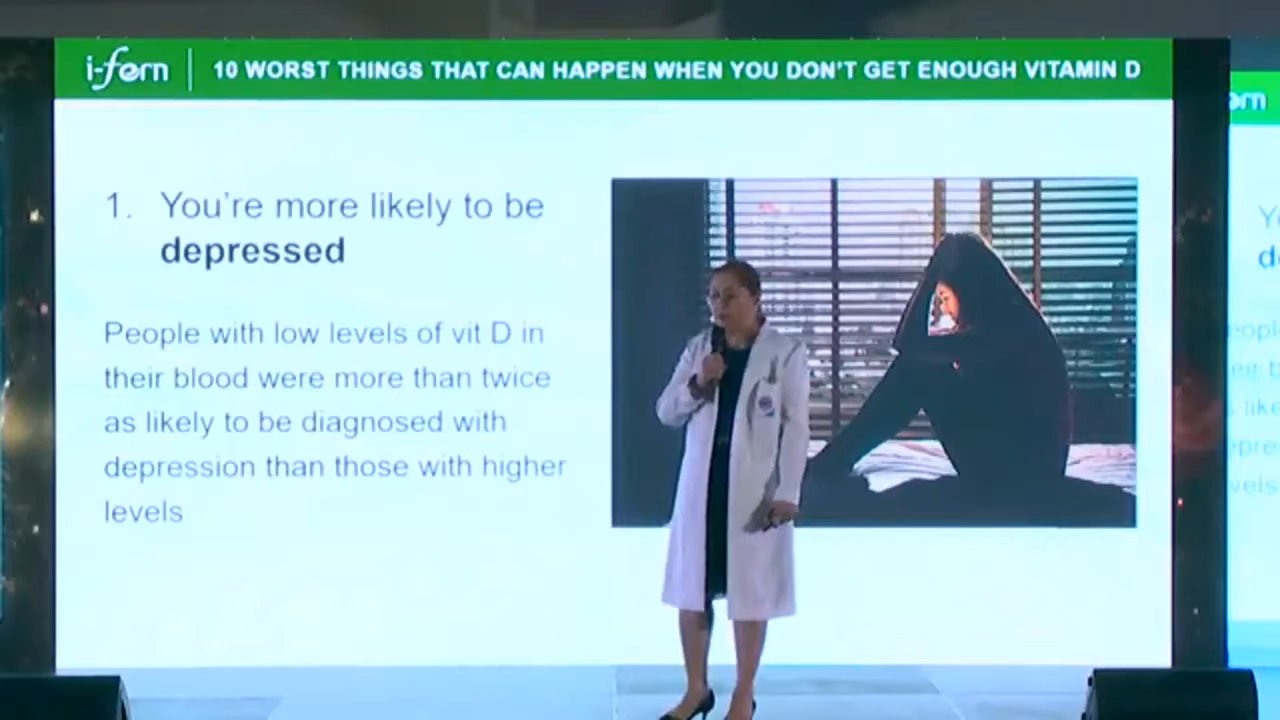 i-fern
10 WORST THINGS THAT CAN HAPPEN WHEN YOU DON'T GET ENOUGH VITAMIN D
1. You're more likely to be
depressed
People with low levels of vit D in
their blood were more than twice
as likely to be diagnosed with
depression than those with higher
levels